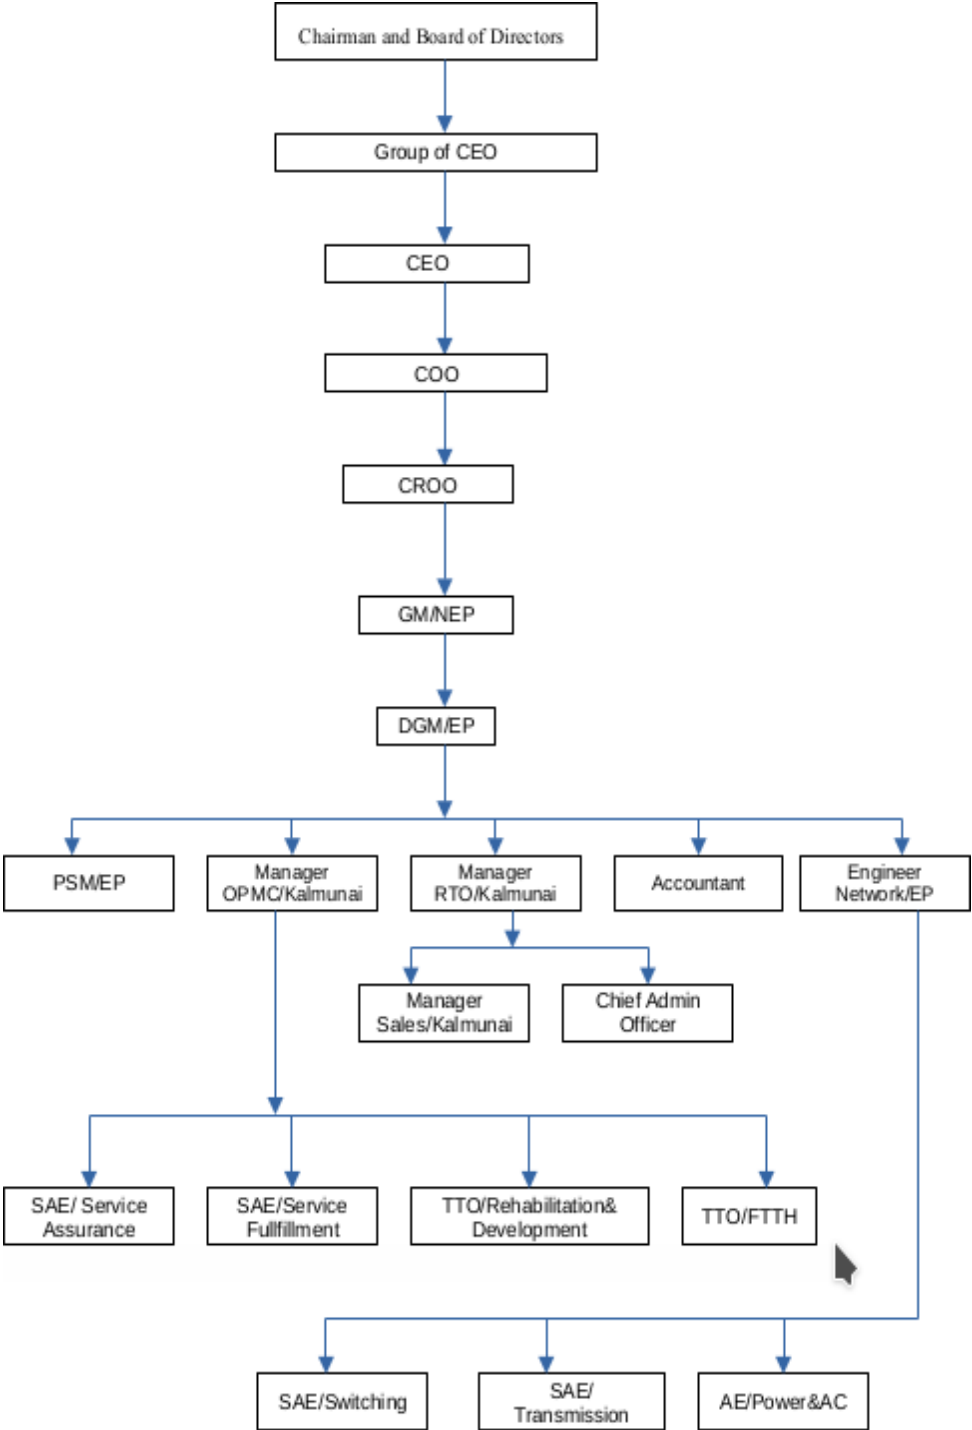 Chairman and Board of Directors
Group of CEO
CEO
COO
CROO
GM/NEP
DGM/EP
PSM/EP
Manager
OPMC/Kalmunai
Manager
RTO/Kalmunai
Accountant
Engineer
Network/EP
Manager
Sales/Kalmunai
Chief Admin
Officer
SAE/ Service
Assurance
SAE/Service
Fullfillment
TTO/Rehabilitation&
Development
TTO/FTTH
SAE/Switching
SAE/
Transmission
AE/Power&AC